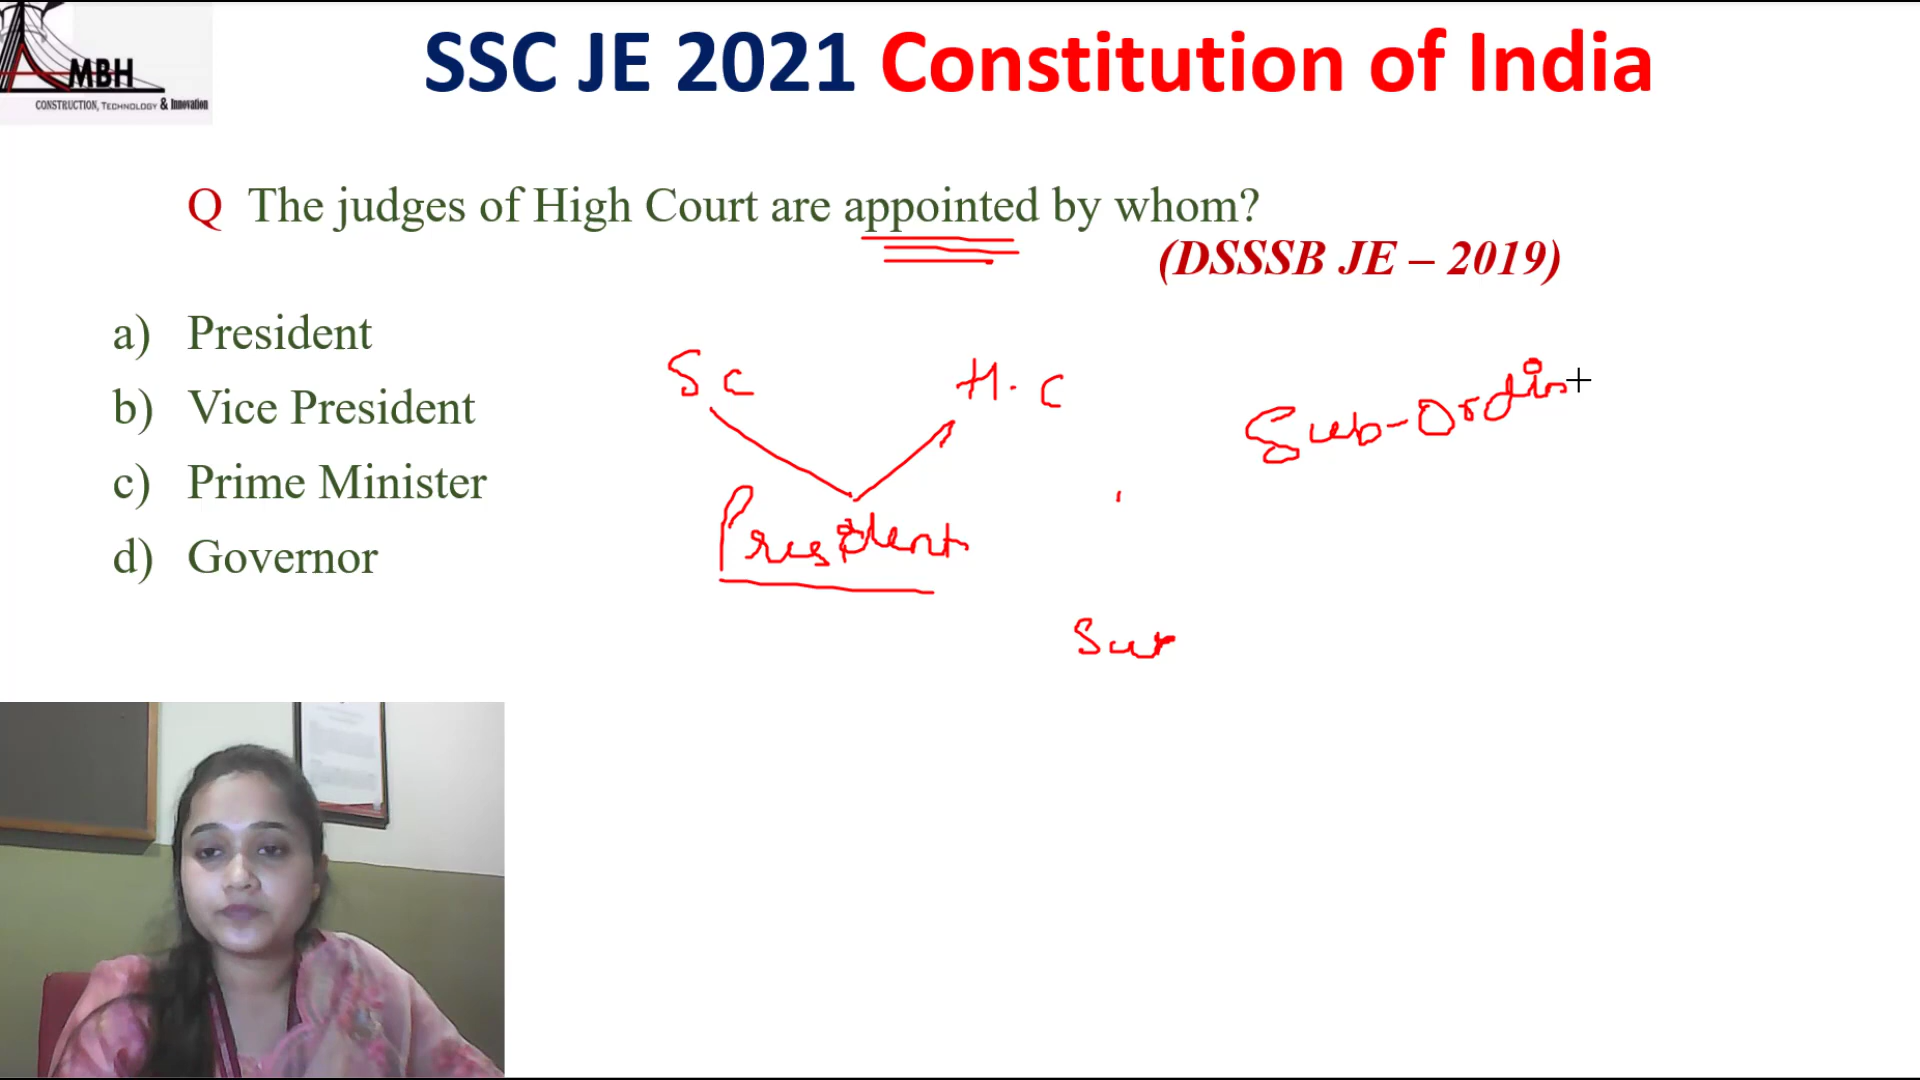 MBH
CONSTRUCTION, TECHNOLOGY & Innovation
SSC JE 2021 Constitution of India
Q The judges of High Court are appointed by whom?
(DSSSB JE – 2019)
a) President
b) Vice President
c) Prime Minister
d) Governor
SC H.C
Sub-ordin
President